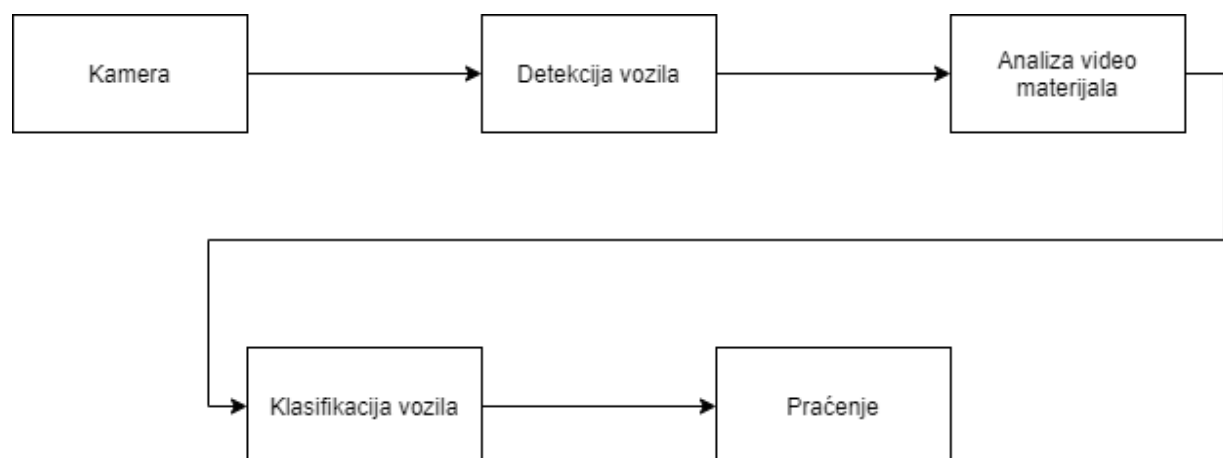 Kamera
Detekcija vozila
Analiza video
materijala
Klasifikacija vozila
Praćenje